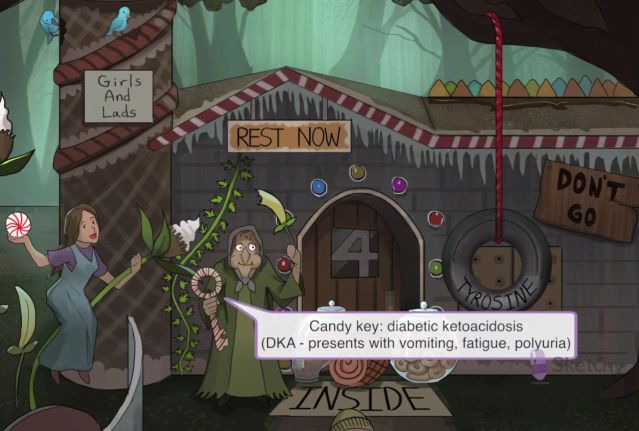 Girls
And
Lads
REST NOW
DON'T
GO
4
TYROSINE
Candy key: diabetic ketoacidosis
(DKA - presents with vomiting, fatigue, polyuria)
Sketchy
INSIDE